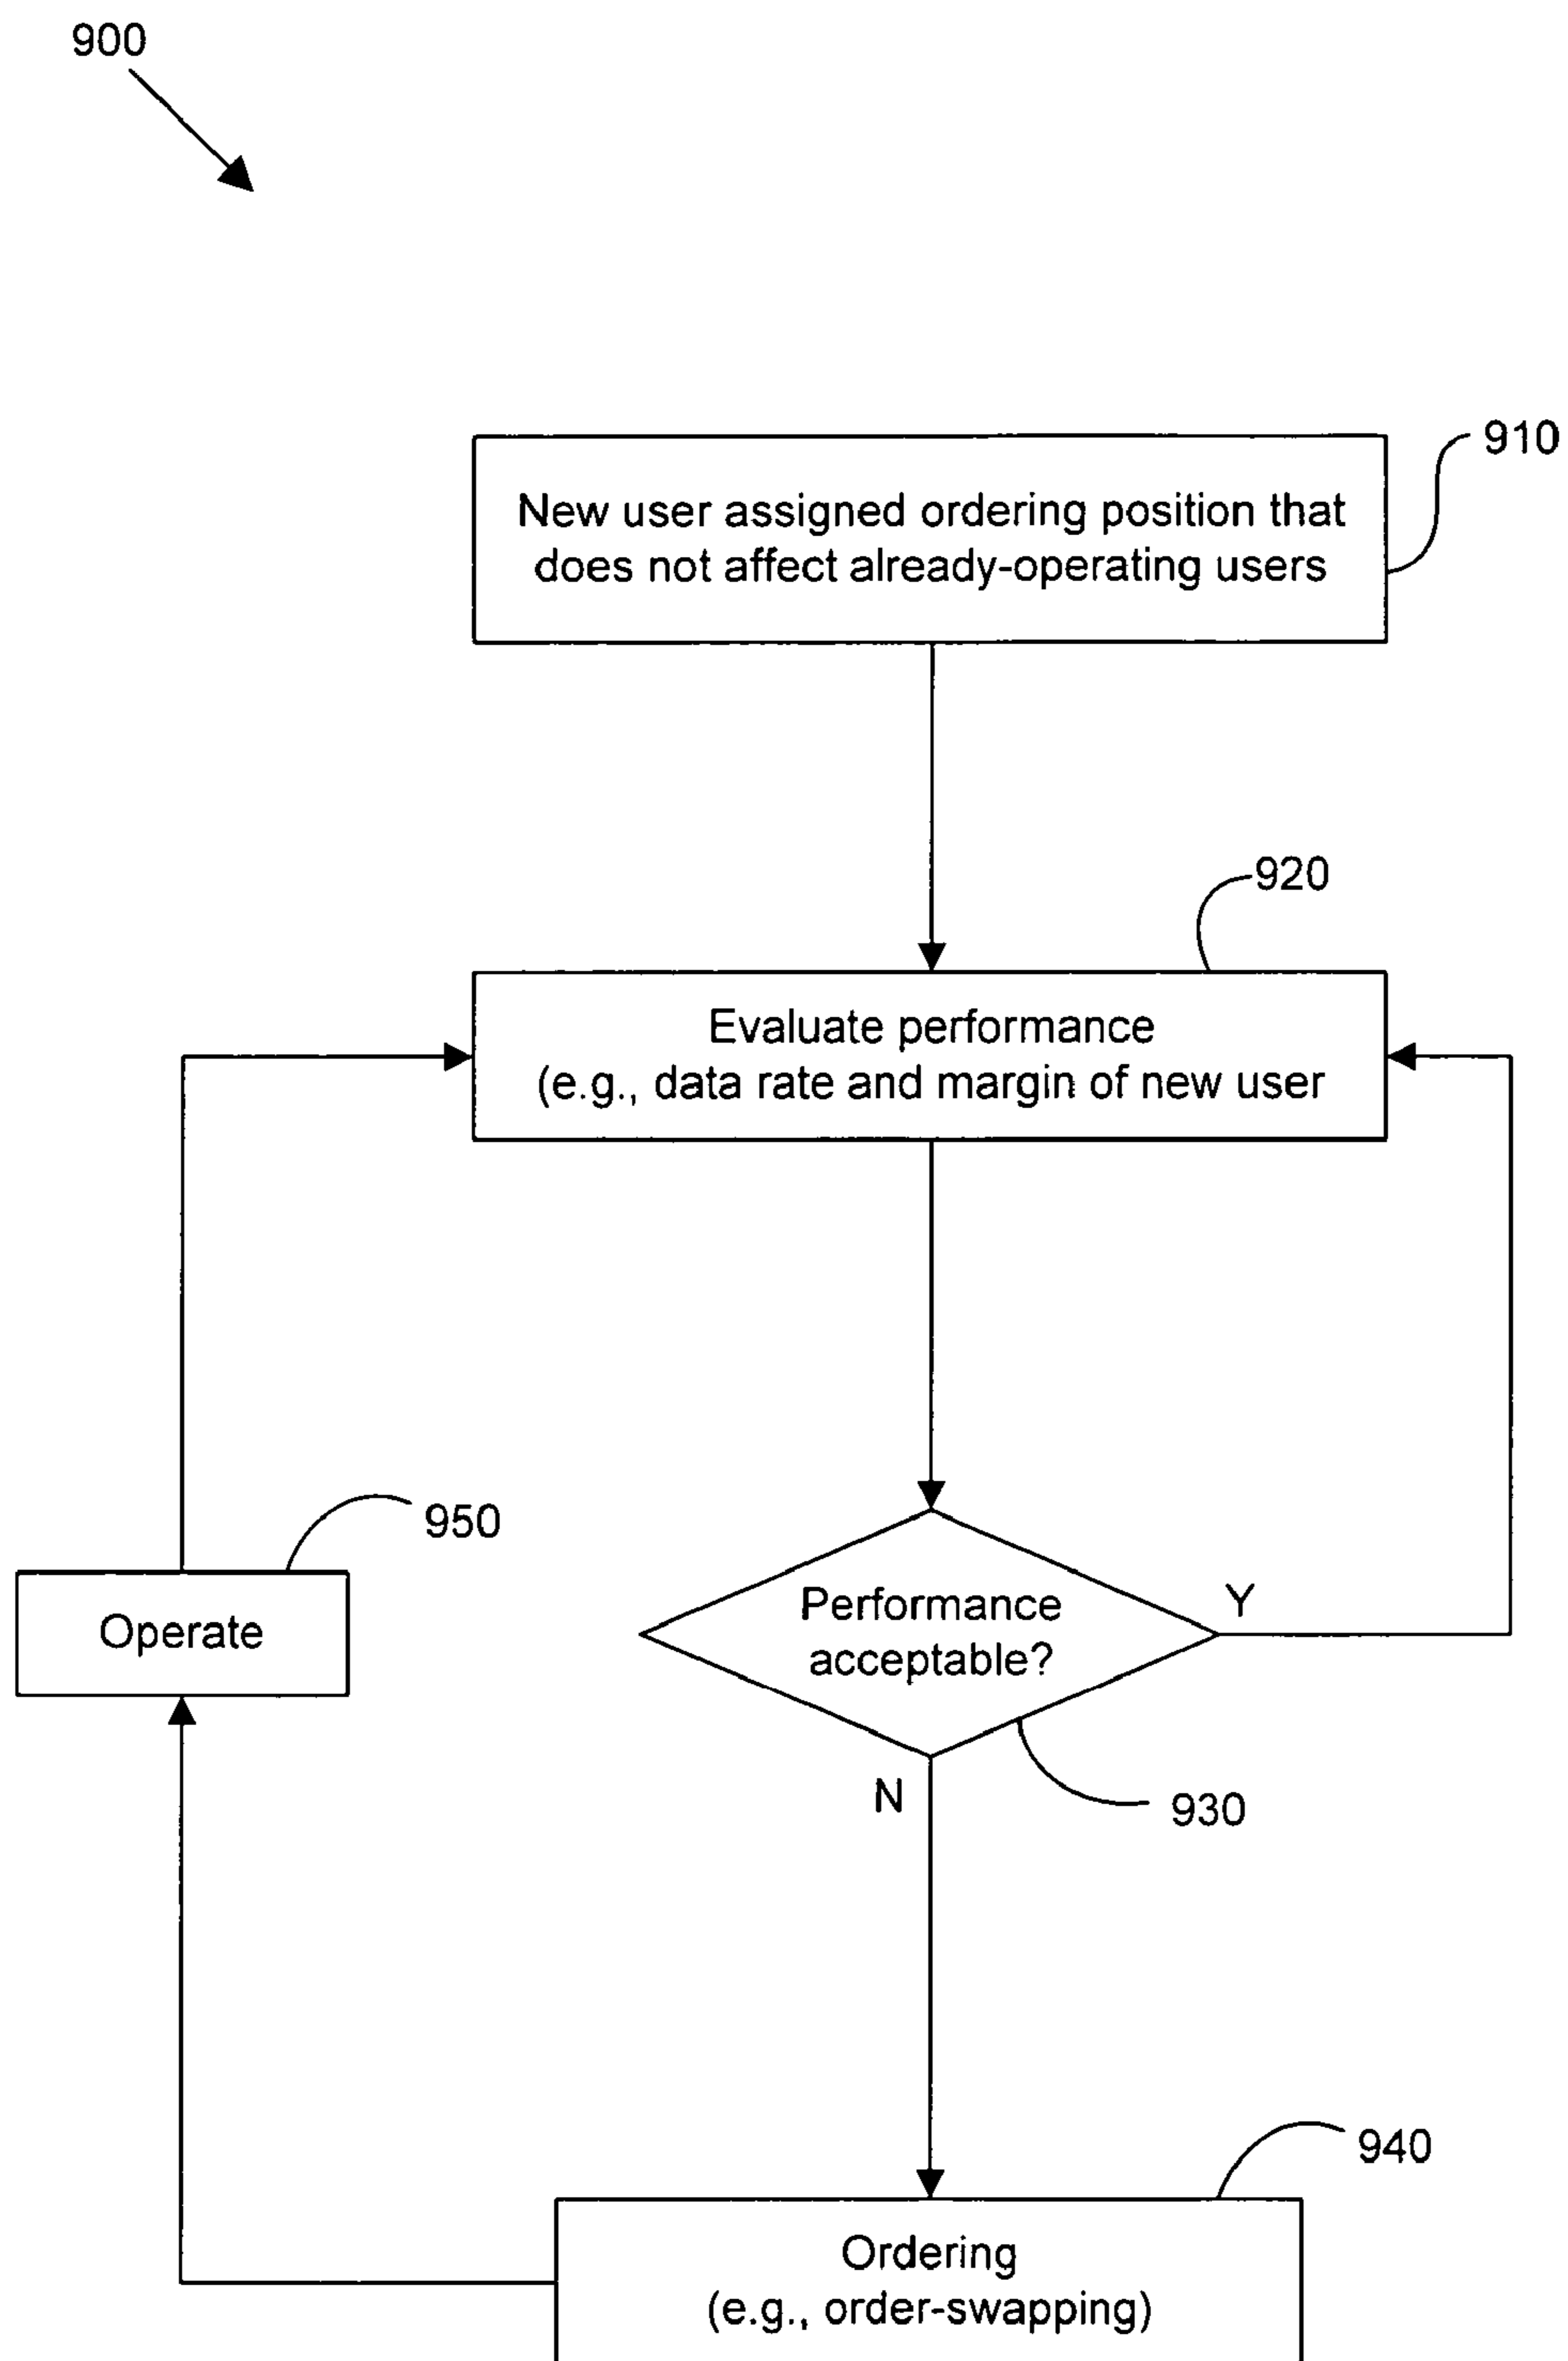 900
910
New user assigned ordering position that
does not affect already-operating users
920
Evaluate performance
(e.g., data rate and margin of new user
950
Operate
Performance
acceptable?
Y
N
930
940
Ordering
(e.g., order-swapping)